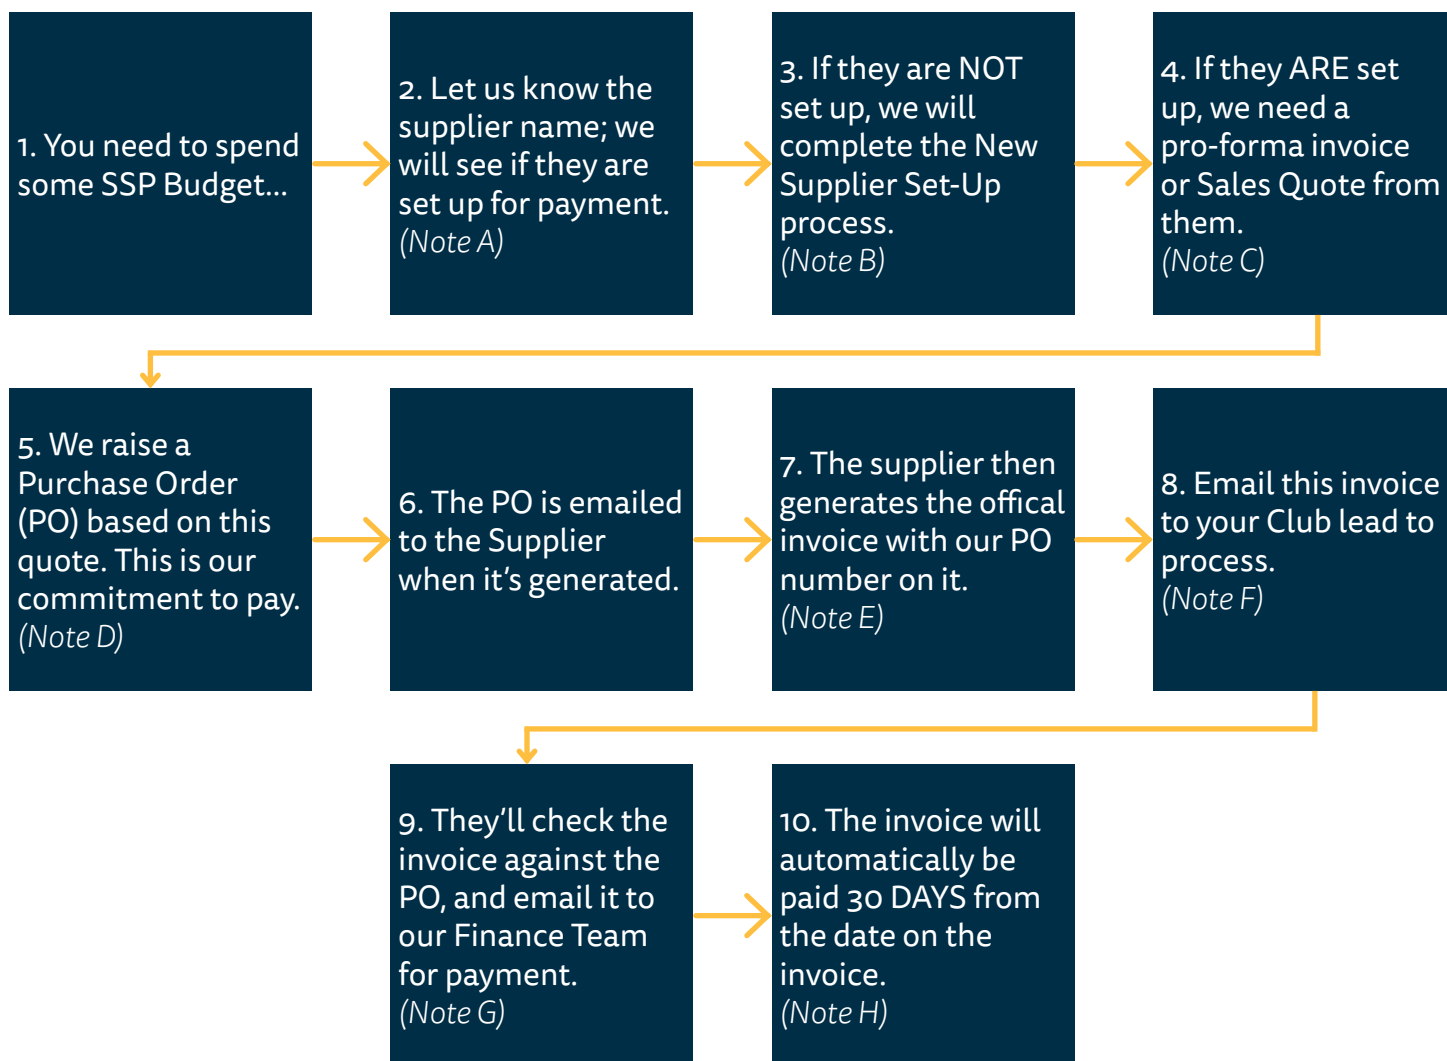 1. You need to spend
some SSP Budget...
2. Let us know the
supplier name; we
will see if they are
set up for payment.
(Note A)
3. If they are NOT
set up, we will
complete the New
Supplier Set-Up
process.
(Note B)
4. If they ARE set
up, we need a
pro-forma invoice
or Sales Quote from
them.
(Note C)
5. We raise a
Purchase Order
(PO) based on this
quote. This is our
commitment to pay.
(Note D)
6. The PO is emailed
to the Supplier
when it's generated.
7. The supplier then
generates the offical
invoice with our PO
number on it.
(Note E)
8. Email this invoice
to your Club lead to
process.
(Note F)
9. They’ll check the
invoice against the
PO, and email it to
our Finance Team
for payment.
(Note G)
10. The invoice will
automatically be
paid 30 DAYS from
the date on the
invoice.
(Note H)